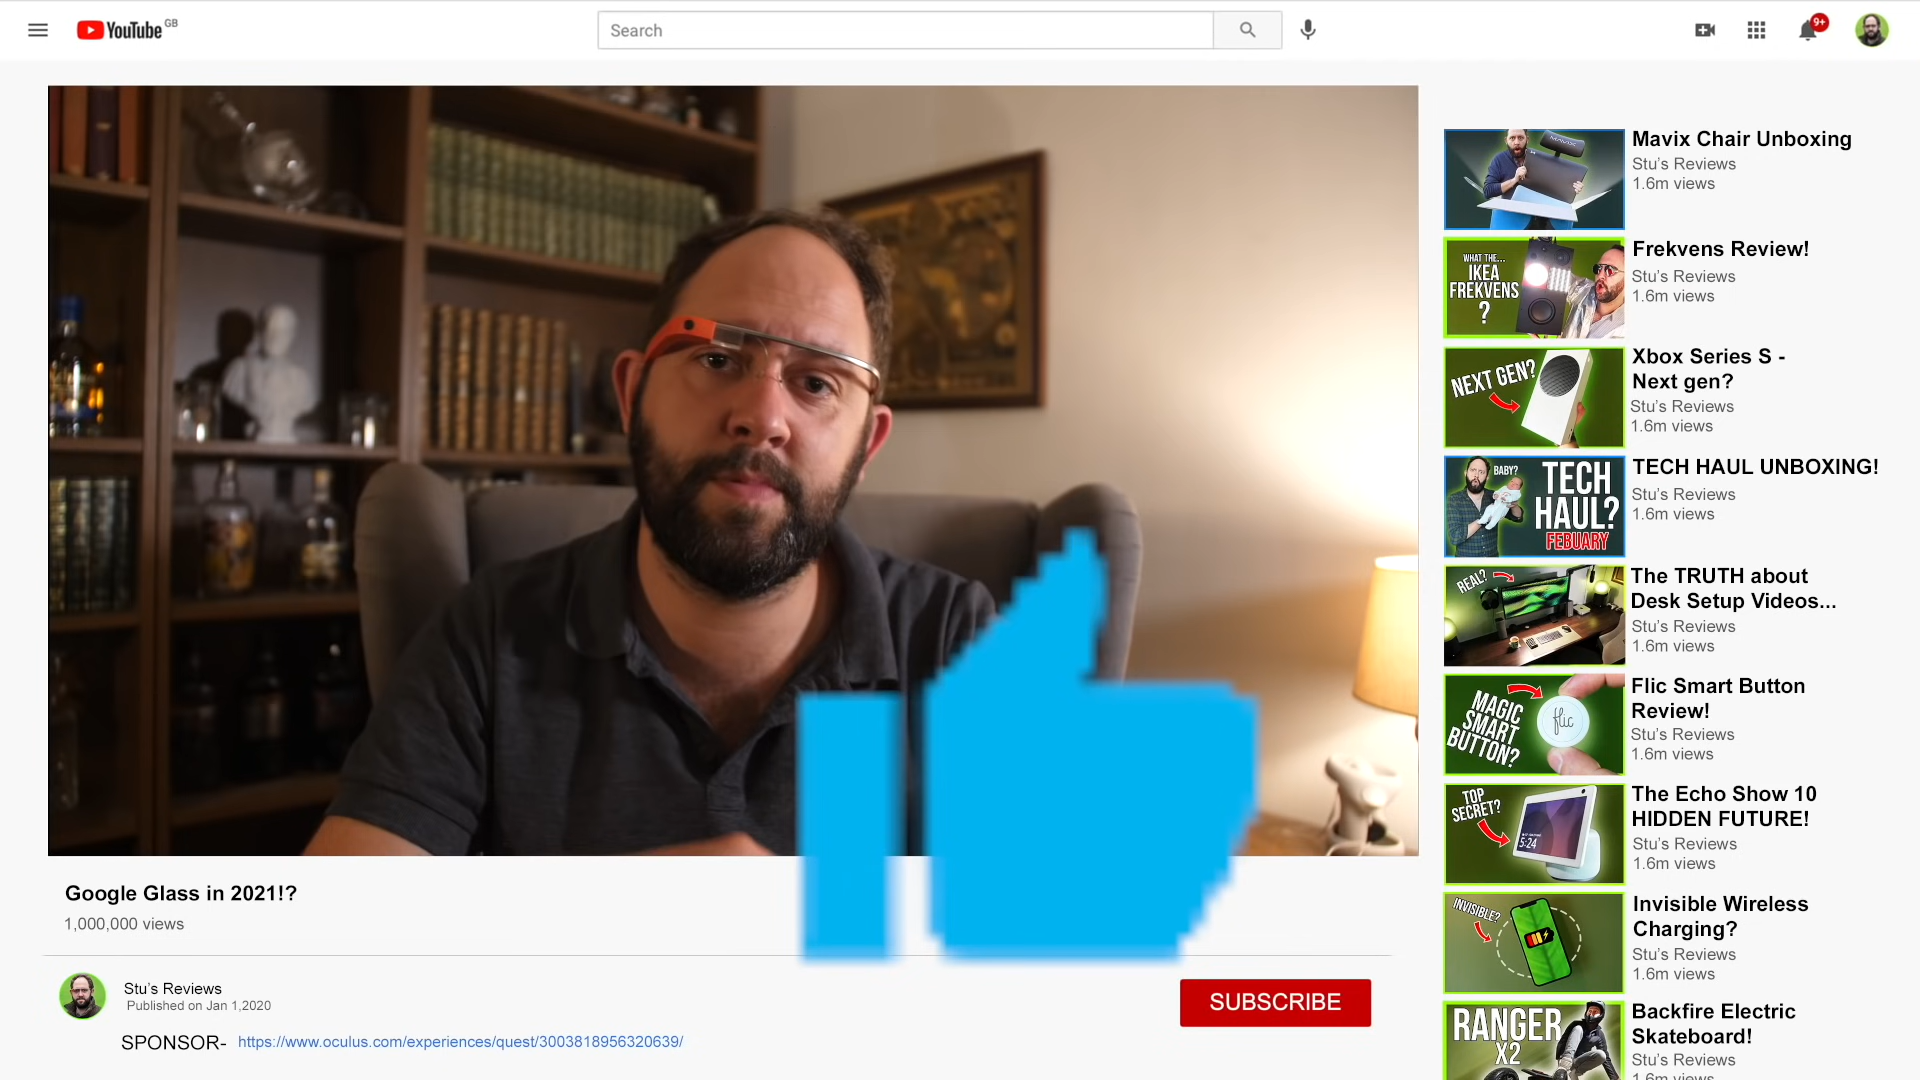 YouTube GB
Search
9+
Google Glass in 2021!?
1,000,000 views
Stu's Reviews
Published on Jan 1,2020
SUBSCRIBE
SPONSOR- https://www.oculus.com/experiences/quest/3003818956320639/
MAVIX
Mavix Chair Unboxing
Stu's Reviews
1.6m views
WHAT THE...
IKEA
FREKVENS
?
Frekvens Review!
Stu's Reviews
1.6m views
NEXT GEN?
Xbox Series S -
Next gen?
Stu's Reviews
1.6m views
BABY?
TECH
HAUL?
FEBUARY
TECH HAUL UNBOXING!
Stu's Reviews
1.6m views
REAL?
The TRUTH about
Desk Setup Videos...
Stu's Reviews
1.6m views
MAGIC
SMART
BUTTON?
flic
Flic Smart Button
Review!
Stu's Reviews
1.6m views
TOP
SECRET?
5:24
The Echo Show 10
HIDDEN FUTURE!
Stu's Reviews
1.6m views
INVISIBLE?
Invisible Wireless
Charging?
Stu's Reviews
1.6m views
RANGER
X2
Backfire Electric
Skateboard!
Stu's Reviews
1.6m views